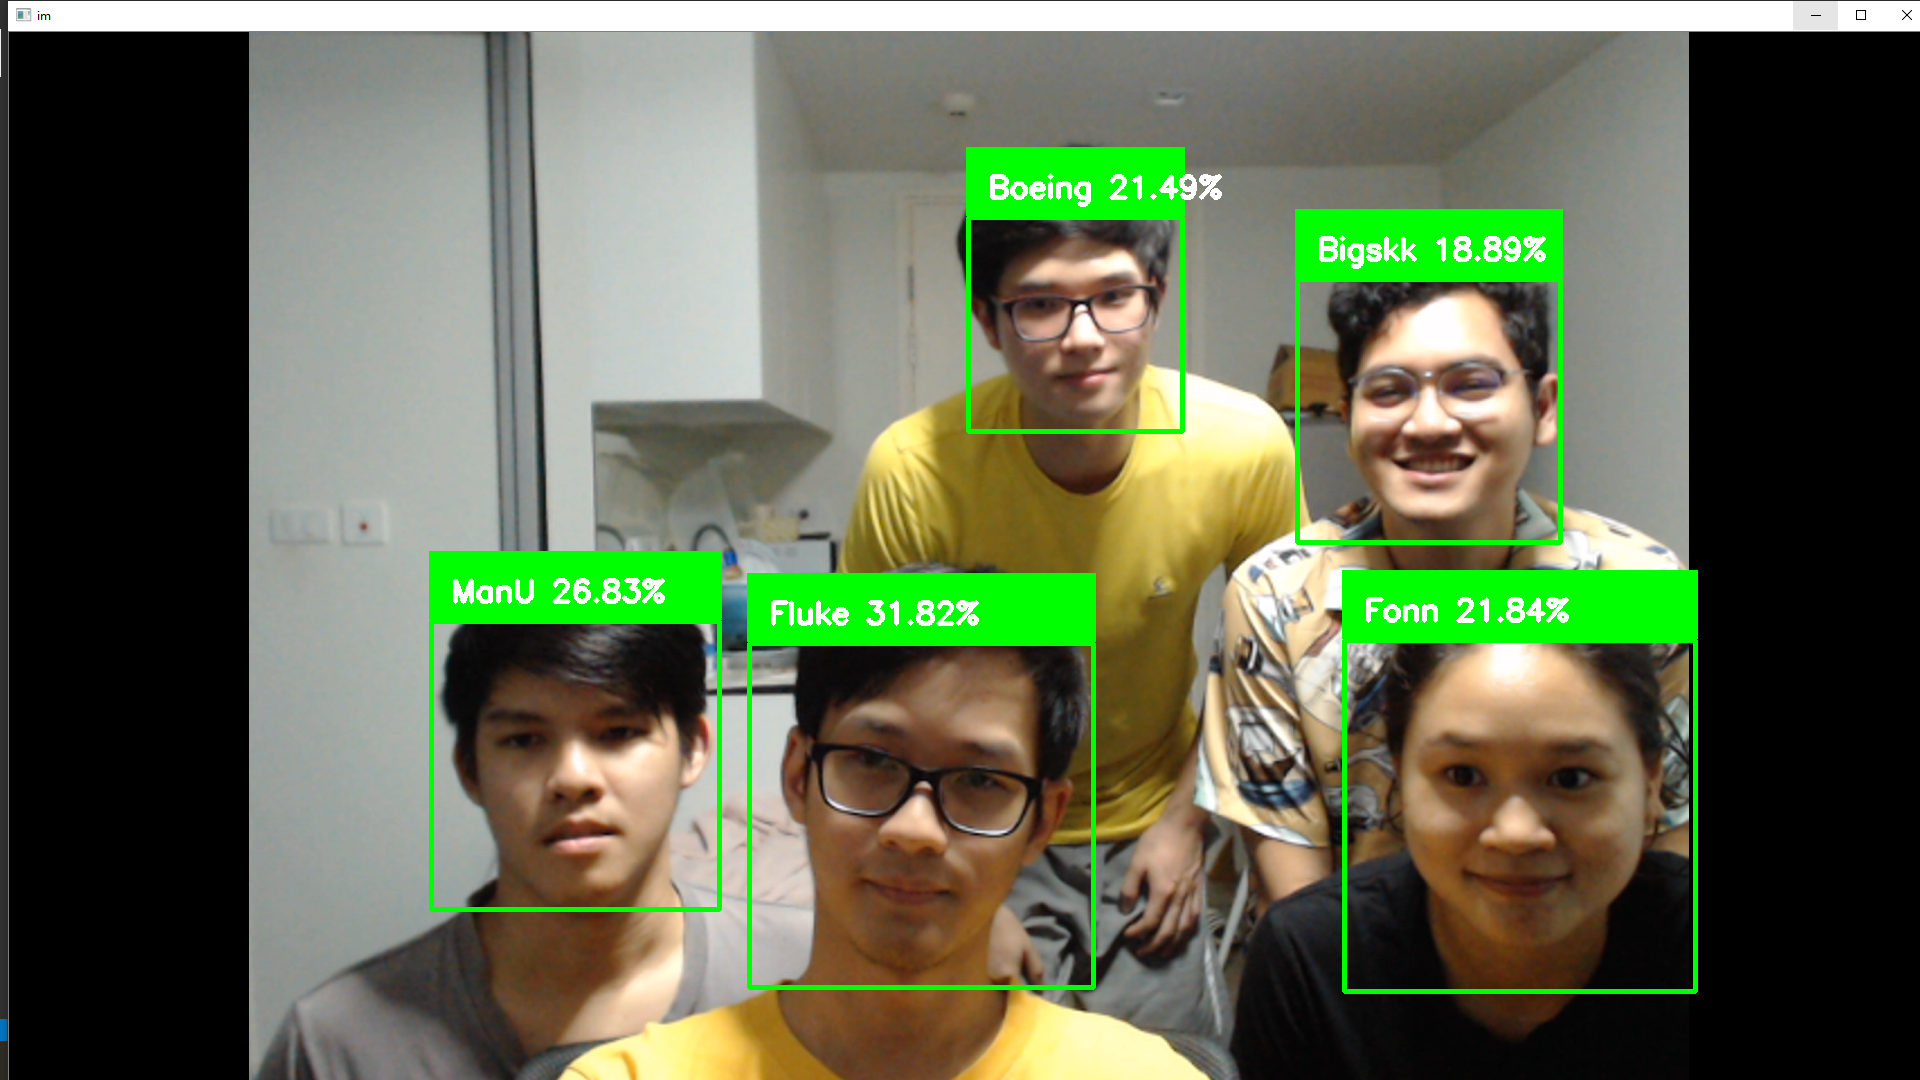 im
Boeing 21.49%
Bigskk 18.89%
ManU 26.83%
Fluke 31.82%
Fonn 21.84%